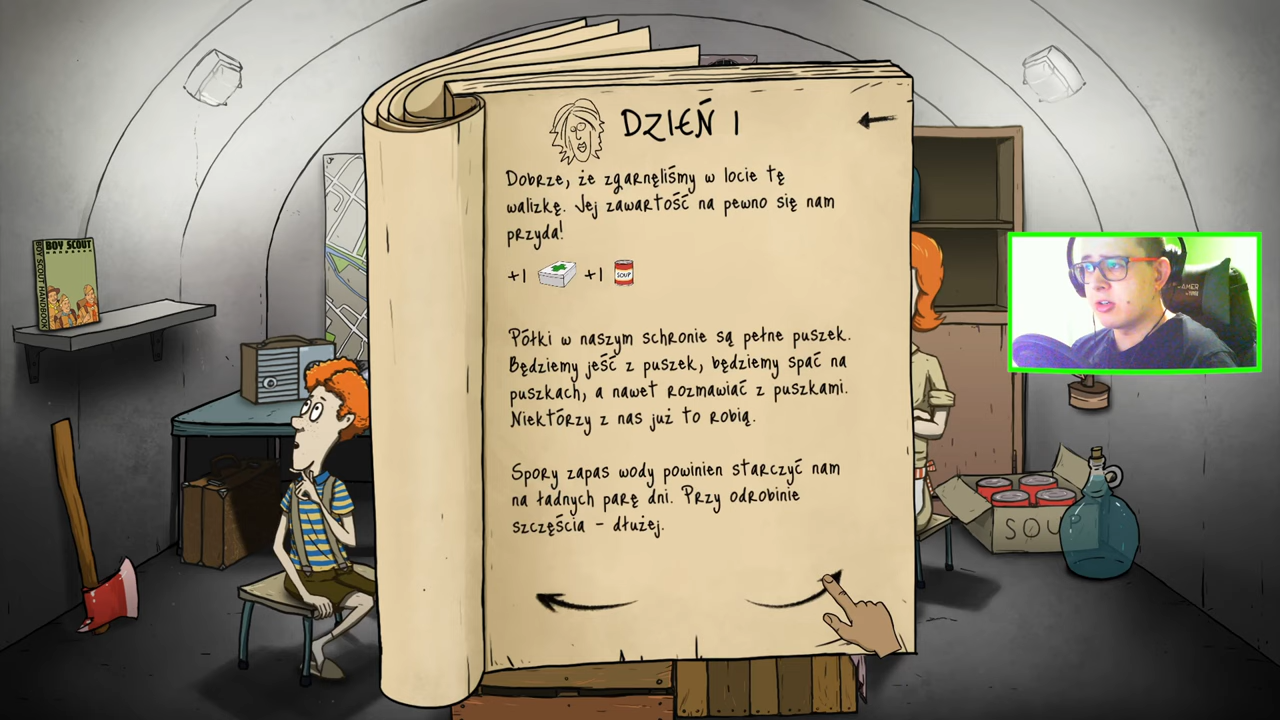 DZIEŃ 1
Dobrze, że zgarnęliśmy w locie tę
walizkę. Jej zawartość na pewno się nam
przyda!
+1 +1 SOUP
Półki w naszym schronie są pełne puszek.
Będziemy jeść z puszek, będziemy spać na
puszkach, a nawet rozmawiać z puszkami.
Niektórzy z nas już to robią.
Spory zapas wody powinien starczyć nam
na ładnych parę dni. Przy odrobinie
szczęścia – dłużej.
BOY SCOUT
BOY SCOUT HANDBOOK
SOUP